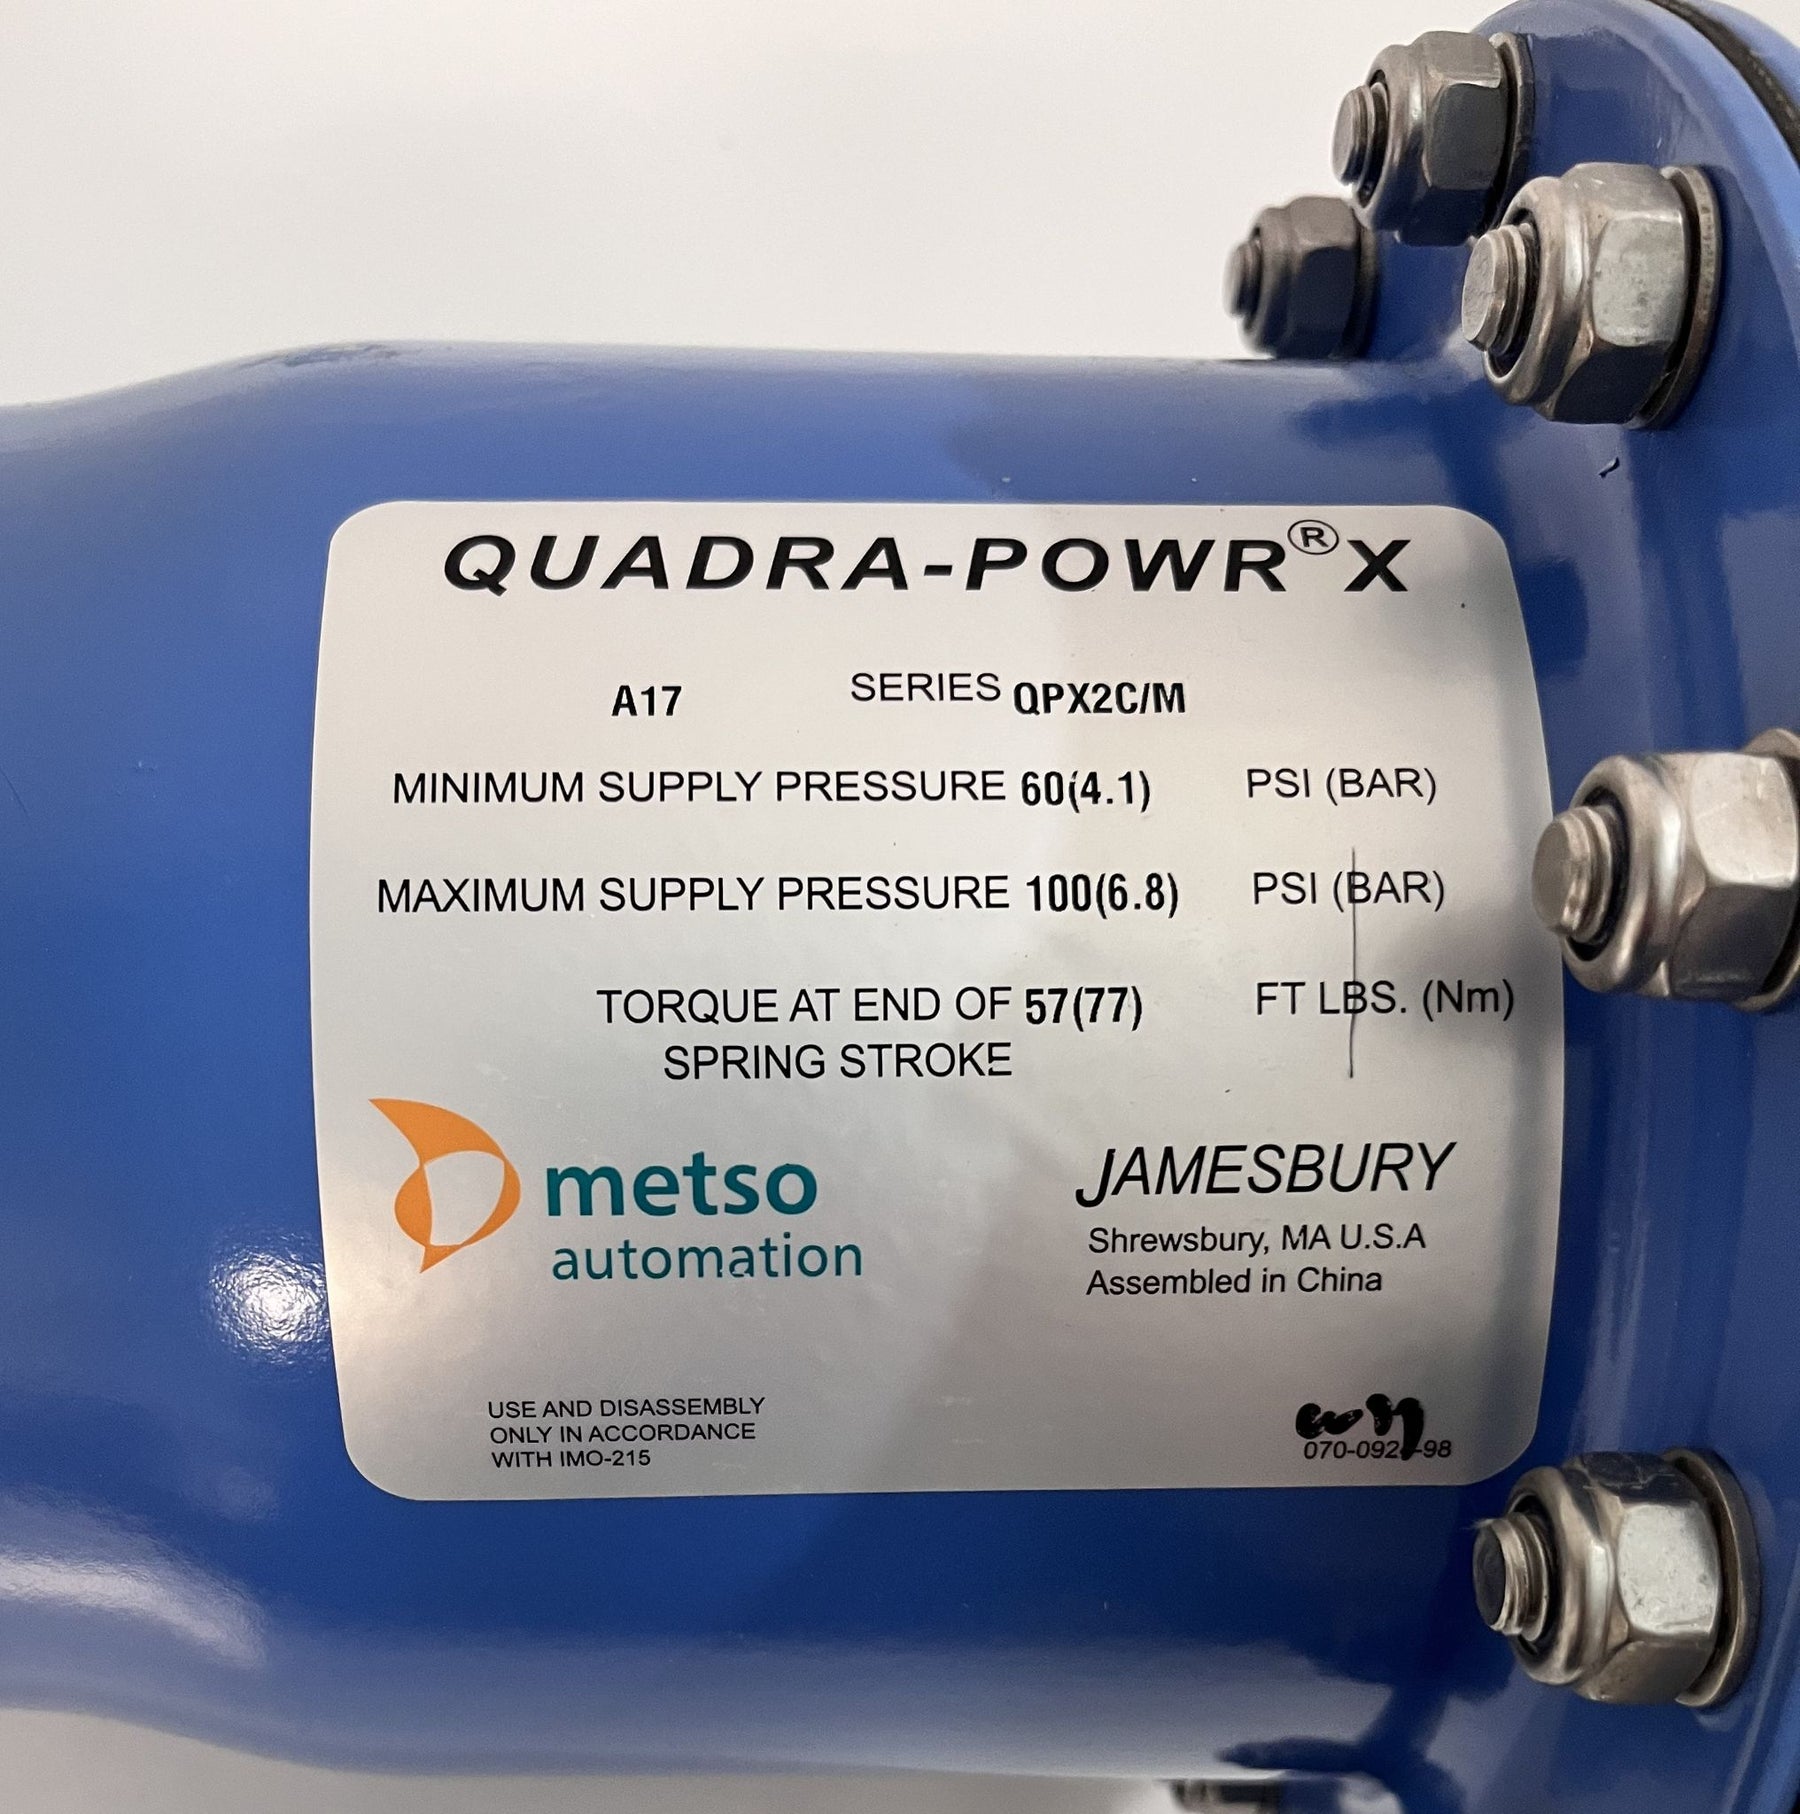 QUADRA-POWR® X
A17 SERIES QPX2C/M
MINIMUM SUPPLY PRESSURE 60(4.1) PSI (BAR)
MAXIMUM SUPPLY PRESSURE 100(6.8) PSI (BAR)
TORQUE AT END OF 57(77) FT LBS. (Nm)
SPRING STROKE
metso
automation
JAMESBURY
Shrewsbury, MA U.S.A
Assembled in China
USE AND DISASSEMBLY
ONLY IN ACCORDANCE
WITH IMO-215